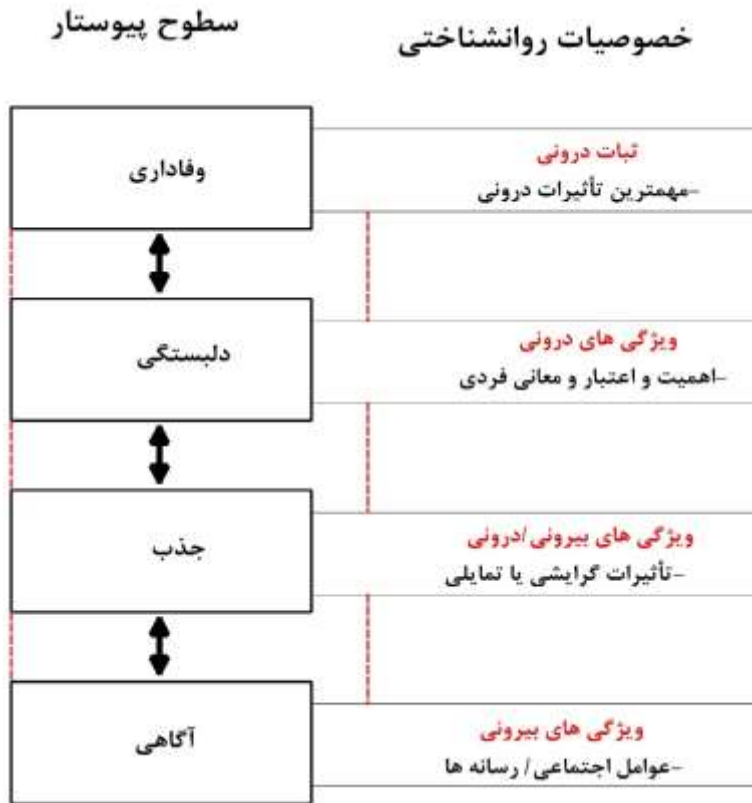 خصوصیات روانشناختی
سطوح پیوستار
ثبات درونی
-مهمترین تأثیرات درونی
وفاداری
ویژگی های درونی
-اهمیت و اعتبار و معانی فردی
دلبستگی
ویژگی های بیرونی/درونی
-تأثیرات گرایشی یا تمایلی
جذب
ویژگی های بیرونی
-عوامل اجتماعی/ رسانه ها
آگاهی